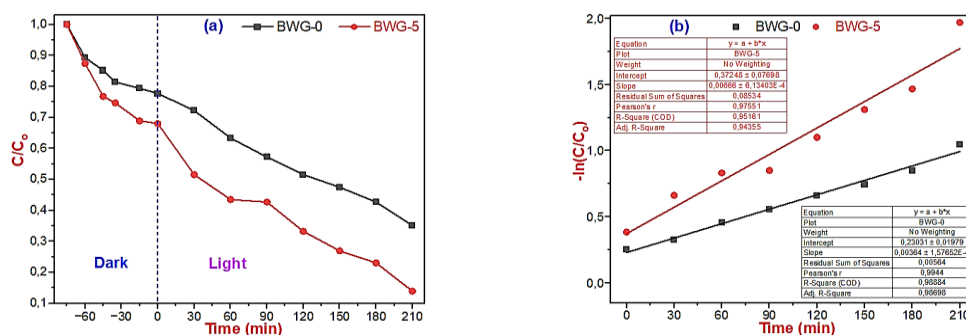 (a) BWG-0 BWG-5
C/Co
1,0
0,9
0,8
0,7
0,6
0,5
0,4
0,3
0,2
0,1
Dark Light
−60 −30 0 30 60 90 120 150 180 210
Time (min)
BWG-0 BWG-5 (b)
-ln(C/Co)
-2,0
-1,5
-1,0
0,5
0,0
Equation y = a + b*x
Plot BWG-5
Weight No Weighting
Intercept 0,37248 ± 0,07698
Slope 0,00666 ± 6,13403E-4
Residual Sum of Squares 0,08534
Pearson's r 0,97551
R-Square (COD) 0,95161
Adj. R-Square 0,94355
Equation y = a + b*x
Plot BWG-0
Weight No Weighting
Intercept 0,23031 ± 0,01979
Slope 0,00364 ± 1,57652E-
Residual Sum of Squares 0,00564
Pearson's r 0,9944
R-Square (COD) 0,98884
Adj. R-Square 0,98698
0 30 60 90 120 150 180 210
Time (min)